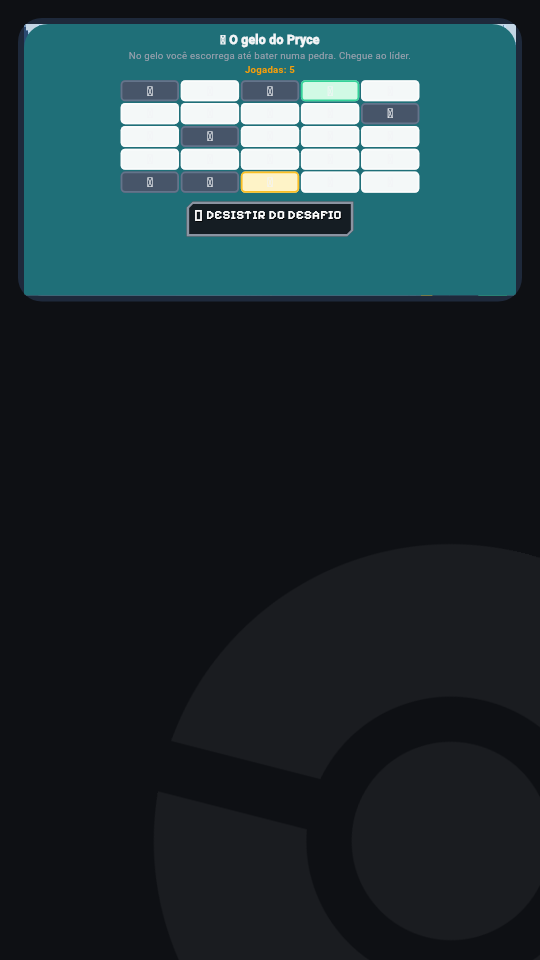 O gelo do Pryce
No gelo você escorrega até bater numa pedra. Chegue ao líder.
Jogadas: 5
DESISTIR DO DESAFIO